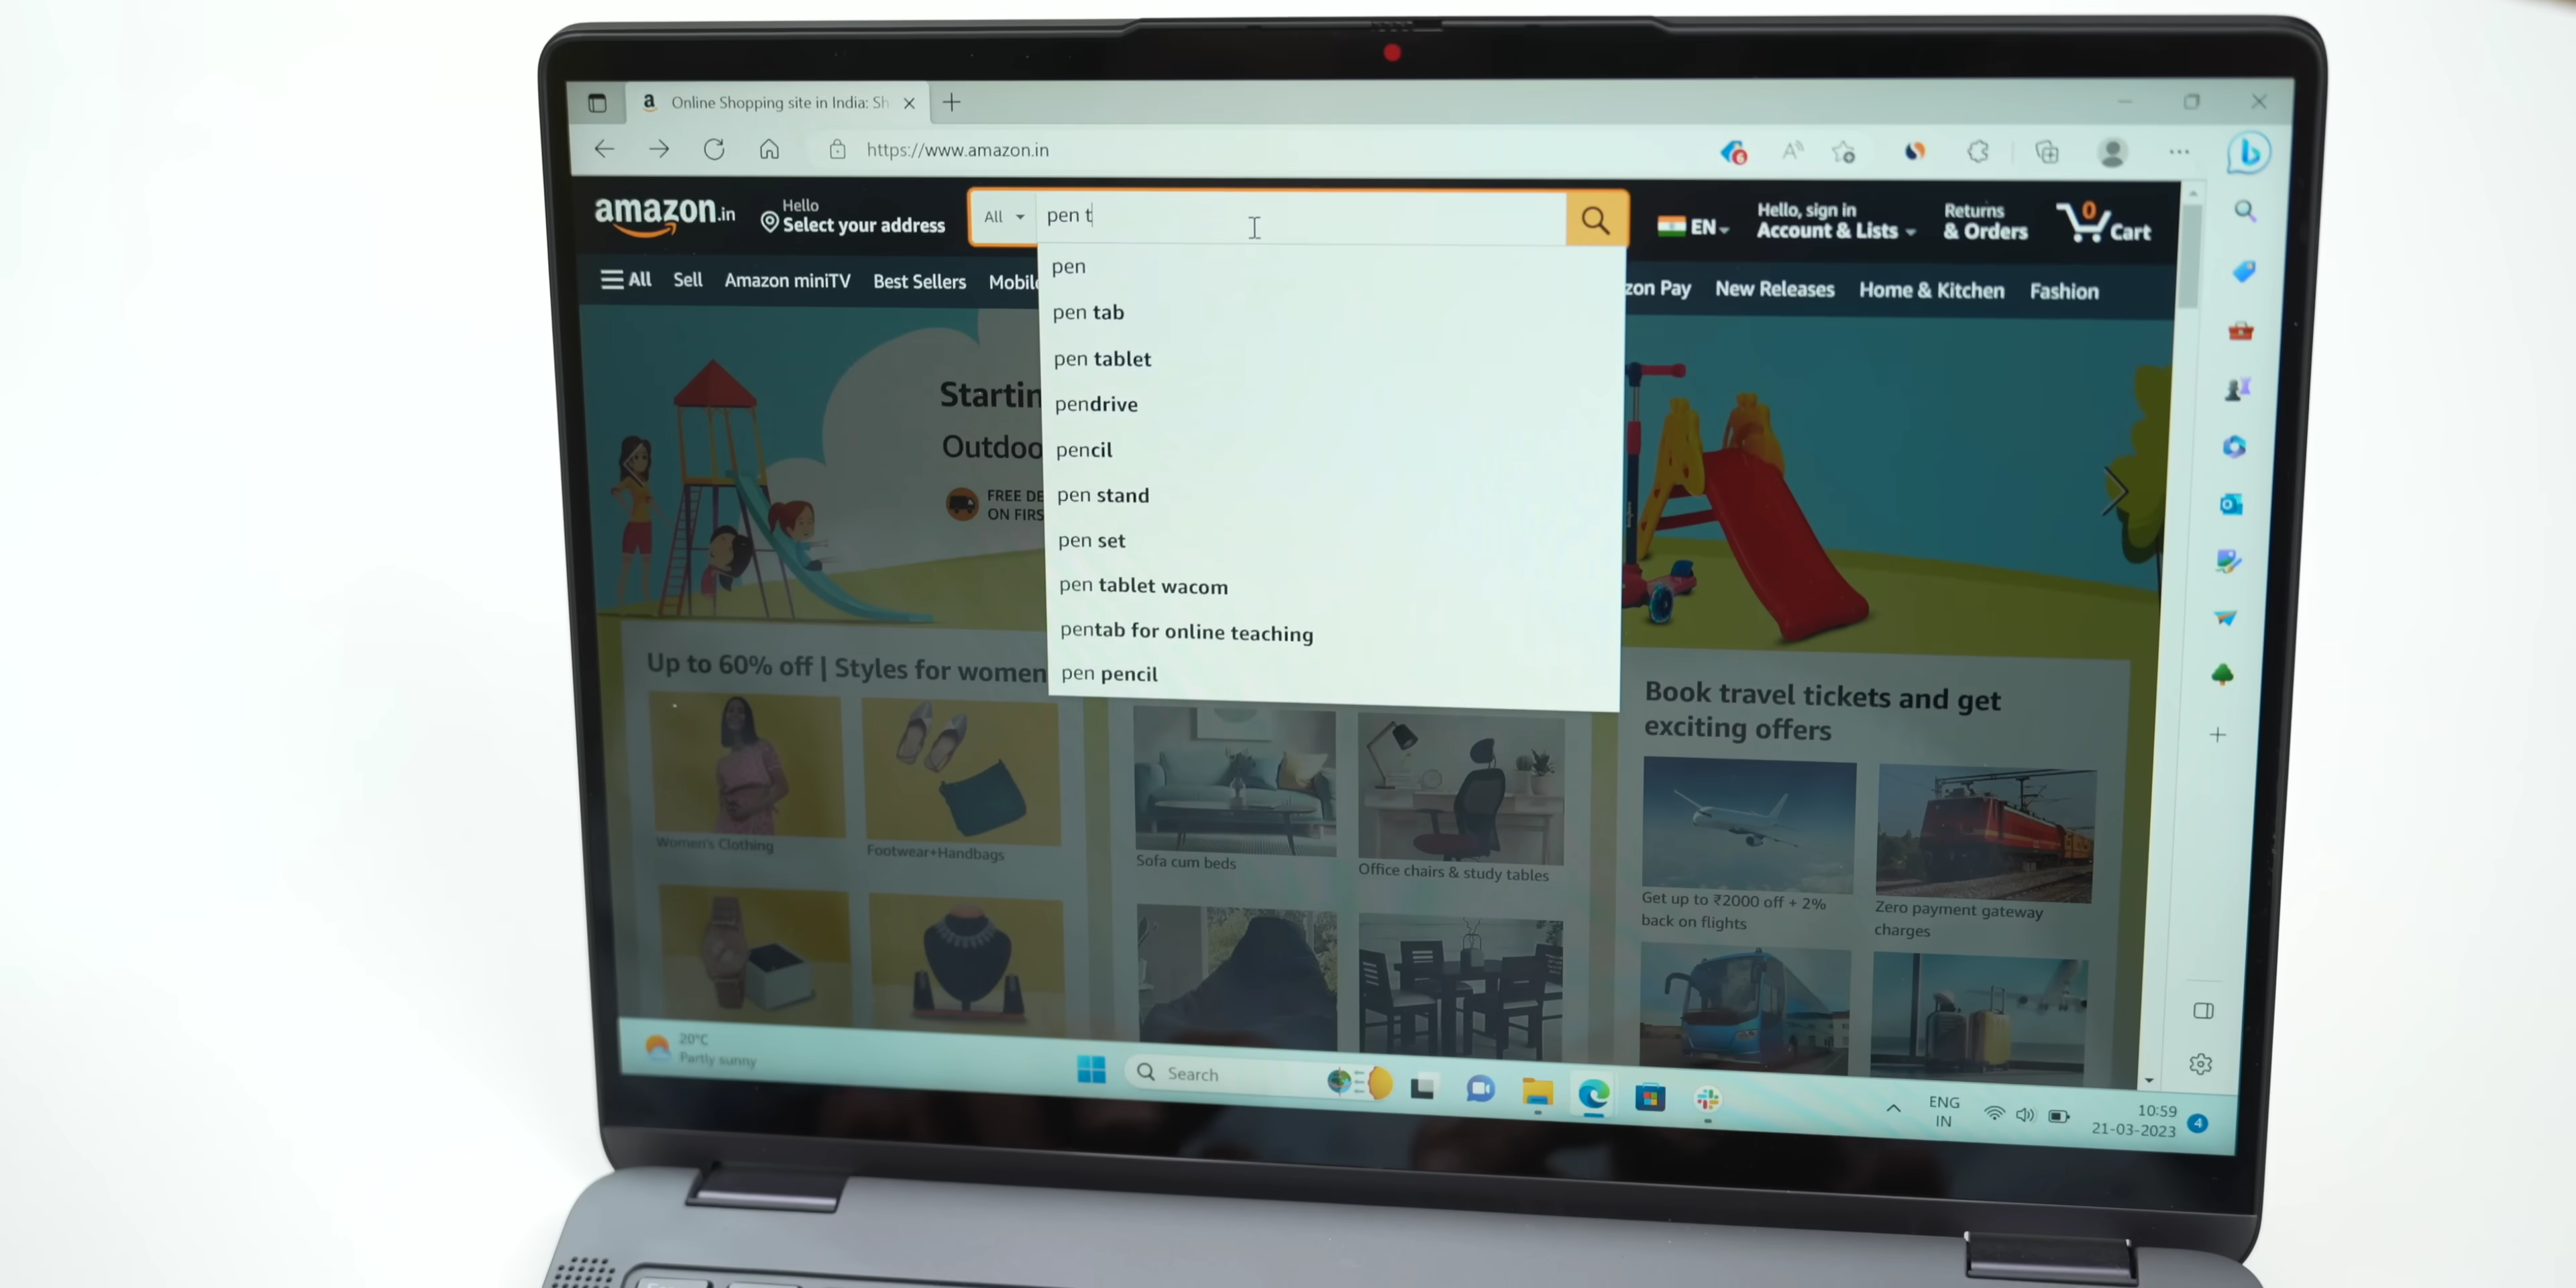 Online Shopping site in India: Sh
https://www.amazon.in
amazon.in
Hello
Select your address
All
pen t
EN
Hello, sign in
Account & Lists
Returns
& Orders
0
Cart
All Sell Amazon miniTV Best Sellers Mobile
zon Pay New Releases Home & Kitchen Fashion
pen
pen tab
pen tablet
pendrive
pencil
pen stand
pen set
pen tablet wacom
pentab for online teaching
pen pencil
Startin
Outdoo
FREE DE
ON FIRS
Up to 60% off | Styles for women
Women's Clothing
Footwear+Handbags
Sofa cum beds
Office chairs & study tables
Book travel tickets and get
exciting offers
Get up to ₹2000 off + 2%
back on flights
Zero payment gateway
charges
20°C
Partly sunny
Search
ENG
IN
10:59
21-03-2023
4